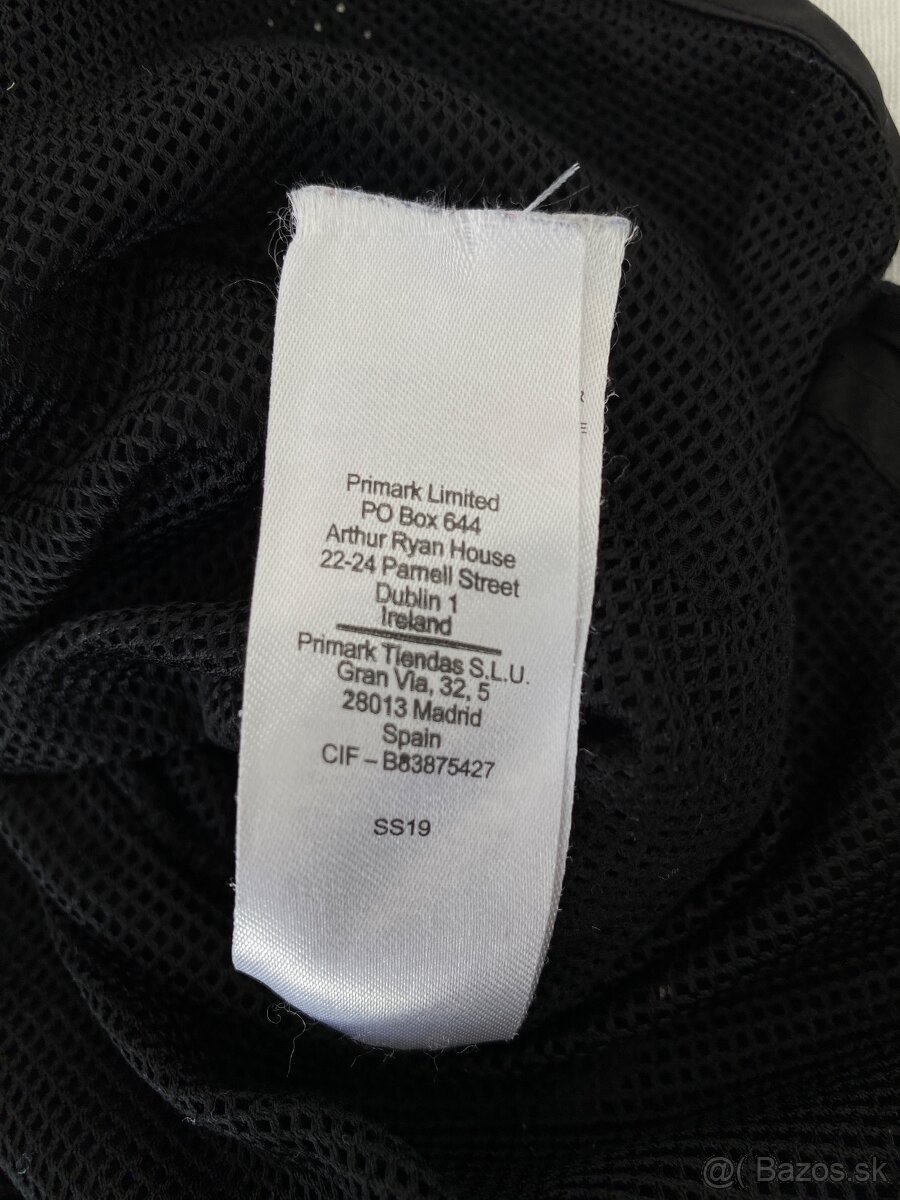 Primark Limited
PO Box 644
Arthur Ryan House
22-24 Parnell Street
Dublin 1
Ireland
Primark Tiendas S.L.U.
Gran Via, 32, 5
28013 Madrid
Spain
CIF – B83875427
SS19
R
E
@( Bazos.sk